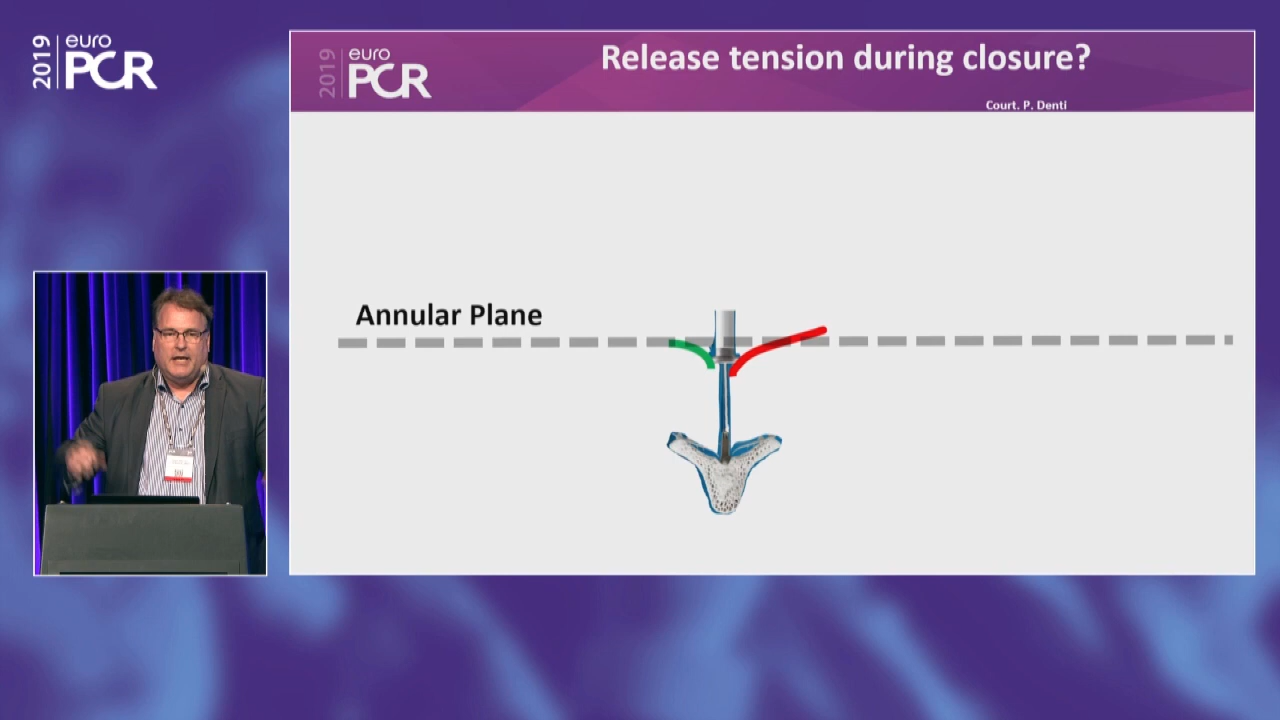 2019
euro
PCR
2019
euro
PCR
Release tension during closure?
Court. P. Denti
Annular Plane